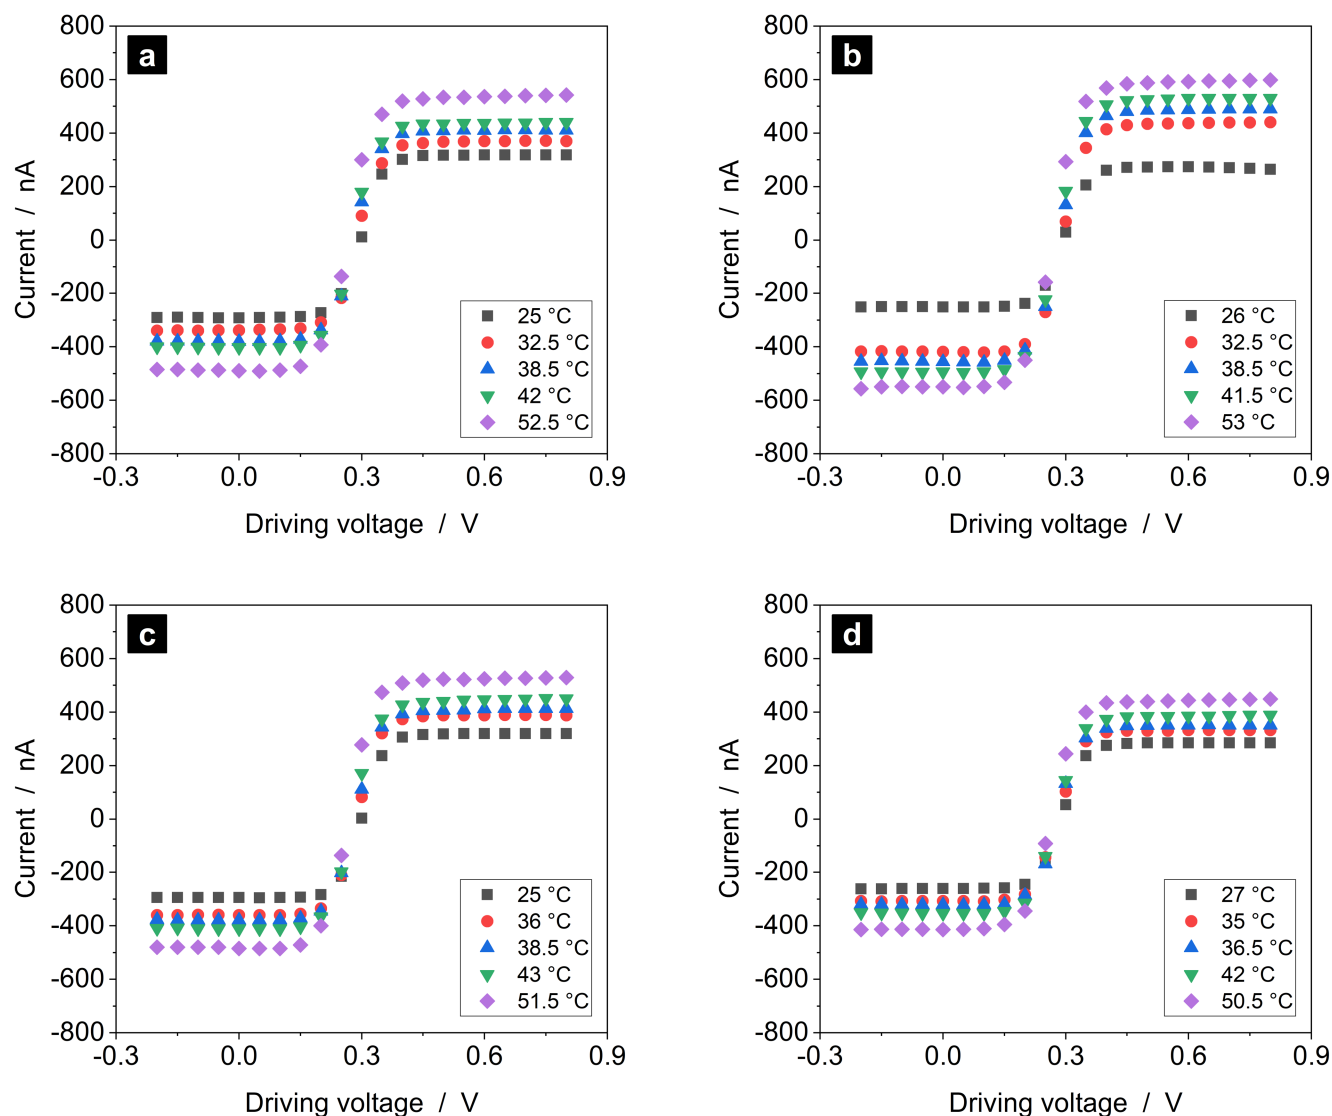 a
800
600
400
200
0
-200
-400
-600
-800
-0.3 0.0 0.3 0.6 0.9
Current / nA
Driving voltage / V
25 °C
32.5 °C
38.5 °C
42 °C
52.5 °C
b
800
600
400
200
0
-200
-400
-600
-800
-0.3 0.0 0.3 0.6 0.9
Current / nA
Driving voltage / V
26 °C
32.5 °C
38.5 °C
41.5 °C
53 °C
c
800
600
400
200
0
-200
-400
-600
-800
-0.3 0.0 0.3 0.6 0.9
Current / nA
Driving voltage / V
25 °C
36 °C
38.5 °C
43 °C
51.5 °C
d
800
600
400
200
0
-200
-400
-600
-800
-0.3 0.0 0.3 0.6 0.9
Current / nA
Driving voltage / V
27 °C
35 °C
36.5 °C
42 °C
50.5 °C